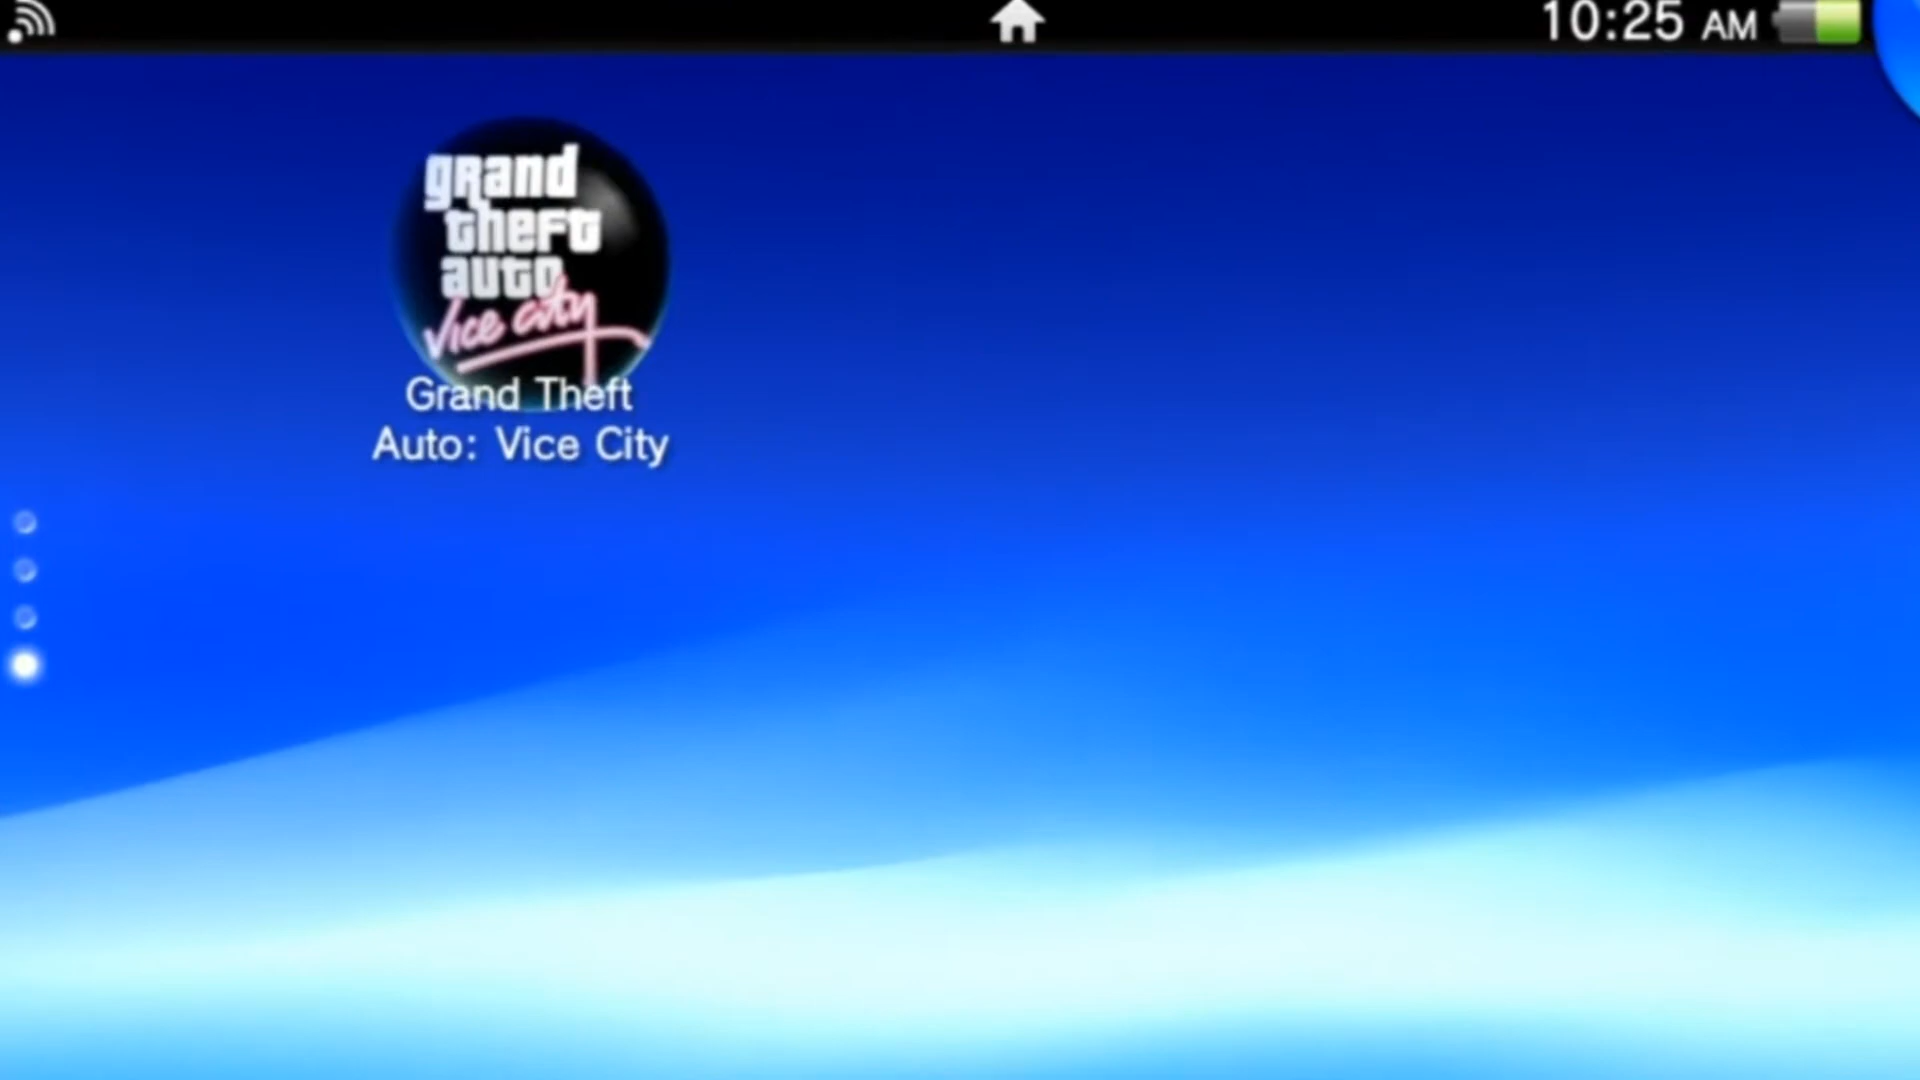 10:25 AM
grand
theft
auto
Vice City
Grand Theft
Auto: Vice City